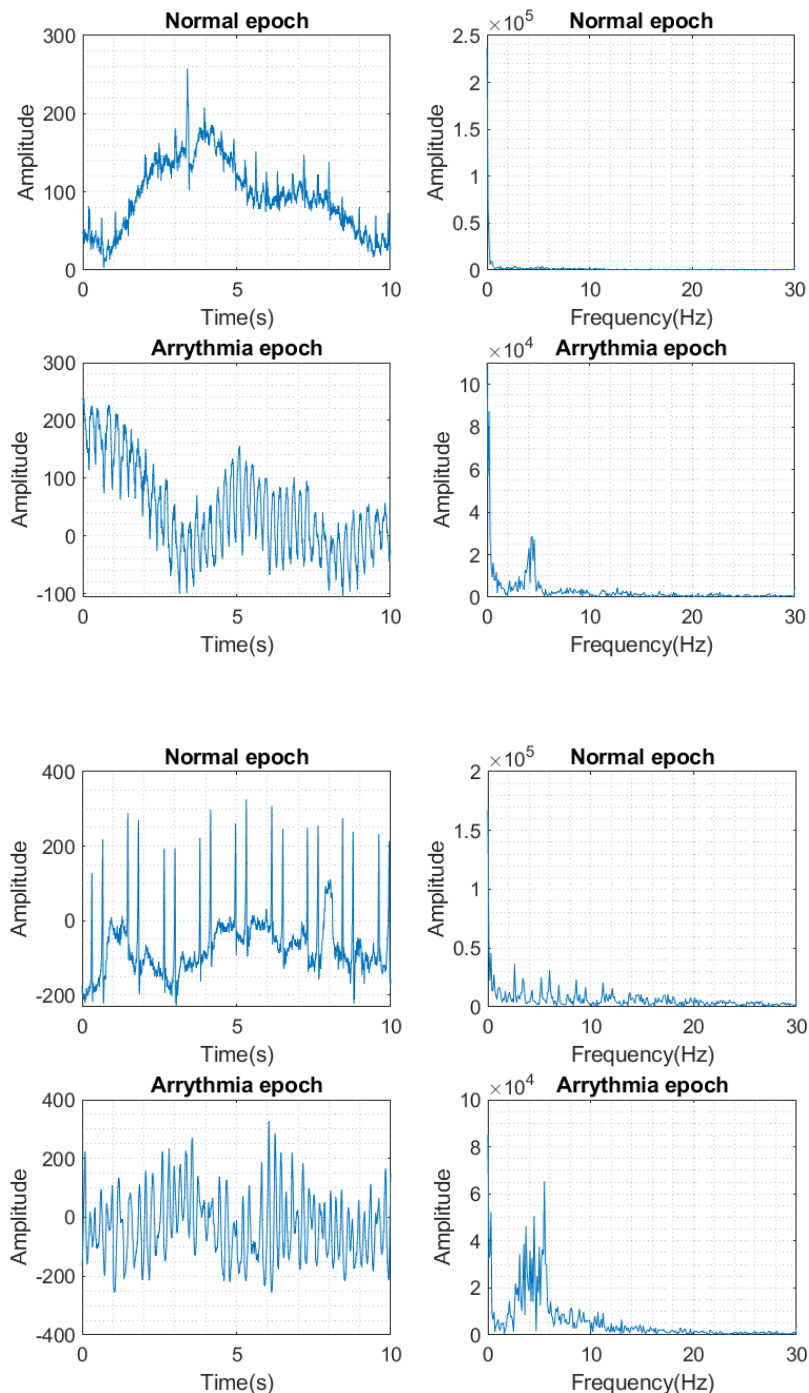 Normal epoch
300
200
100
0
Amplitude
0 5 10
Time(s)
Normal epoch
×10^5
2.5
2
1.5
1
0.5
0
Amplitude
0 10 20 30
Frequency(Hz)
Arrythmia epoch
300
200
100
0
-100
Amplitude
0 5 10
Time(s)
Arrythmia epoch
×10^4
10
8
6
4
2
0
Amplitude
0 10 20 30
Frequency(Hz)
Normal epoch
400
200
0
-200
Amplitude
0 5 10
Time(s)
Normal epoch
×10^5
2
1.5
1
0.5
0
Amplitude
0 10 20 30
Frequency(Hz)
Arrythmia epoch
400
200
0
-200
-400
Amplitude
0 5 10
Time(s)
Arrythmia epoch
×10^4
10
8
6
4
2
0
Amplitude
0 10 20 30
Frequency(Hz)